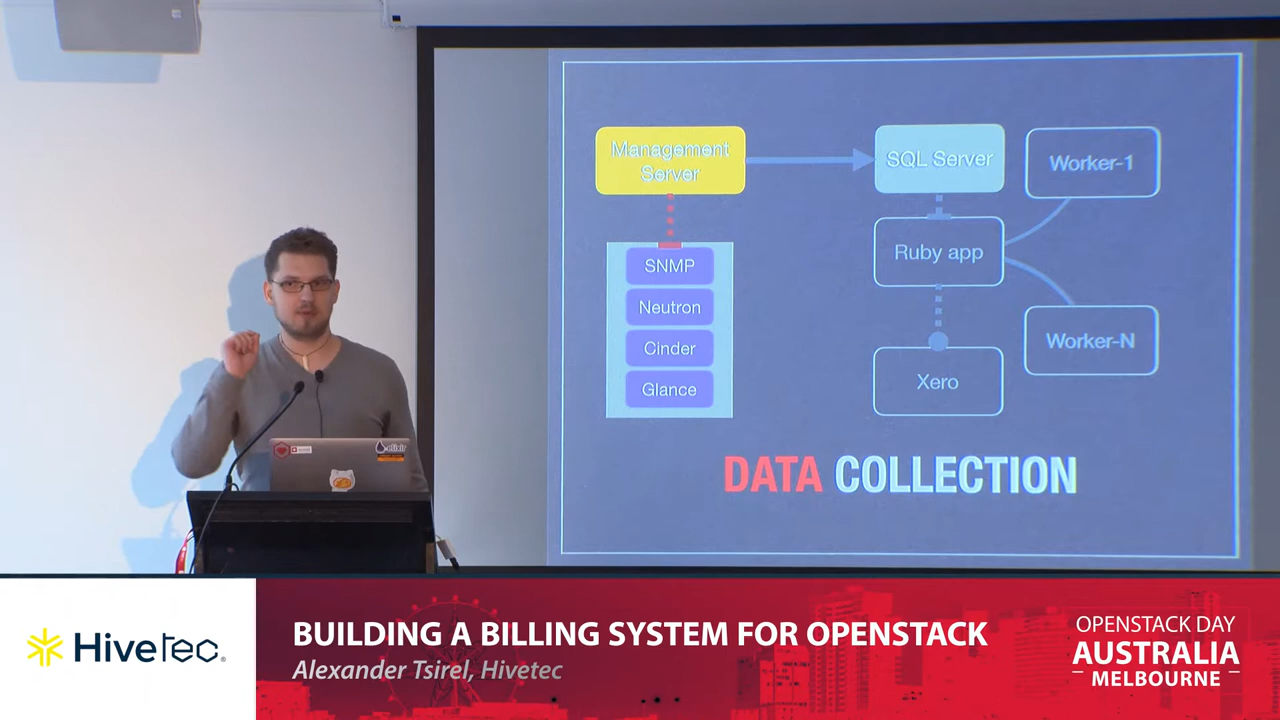 Management
Server
SQL Server
Worker-1
SNMP
Neutron
Cinder
Glance
Ruby app
Worker-N
Xero
DATA COLLECTION
elixir
Hivetec
BUILDING A BILLING SYSTEM FOR OPENSTACK
Alexander Tsirel, Hivetec
OPENSTACK DAY
AUSTRALIA
MELBOURNE